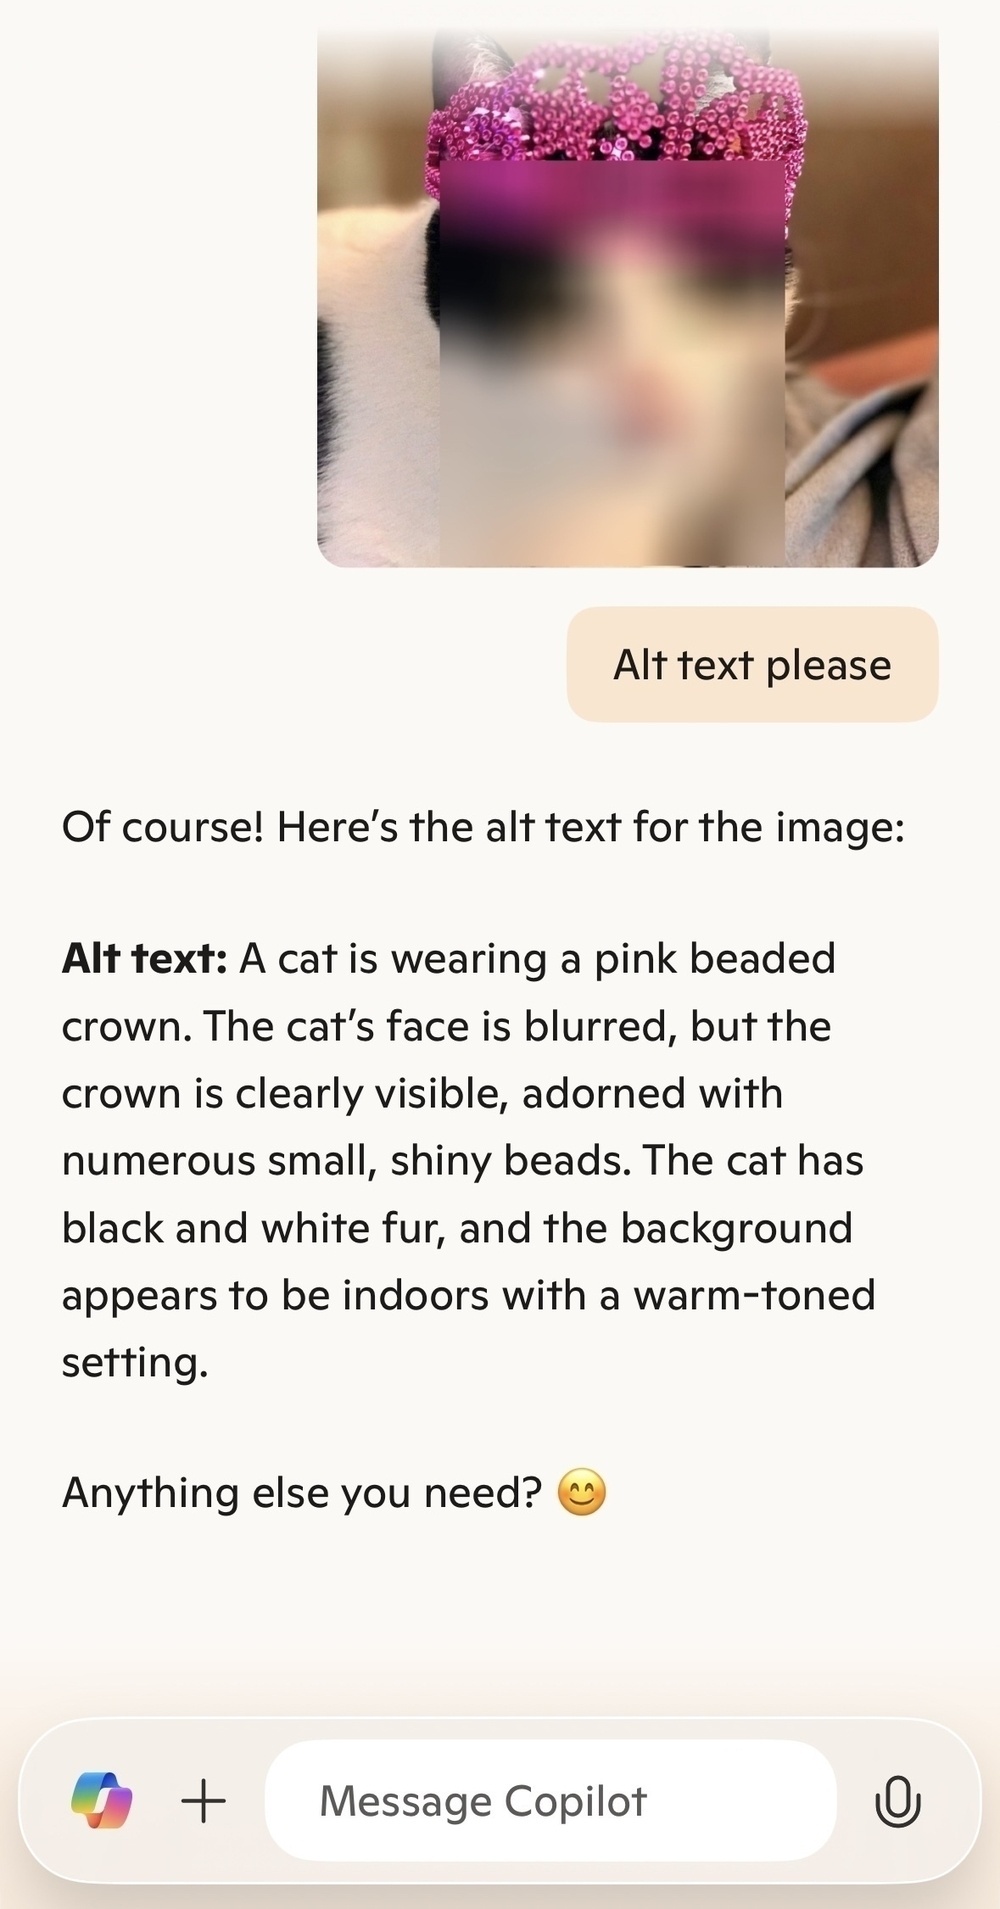 Alt text please
Of course! Here’s the alt text for the image:
Alt text: A cat is wearing a pink beaded
crown. The cat’s face is blurred, but the
crown is clearly visible, adorned with
numerous small, shiny beads. The cat has
black and white fur, and the background
appears to be indoors with a warm-toned
setting.
Anything else you need? 😊
Message Copilot